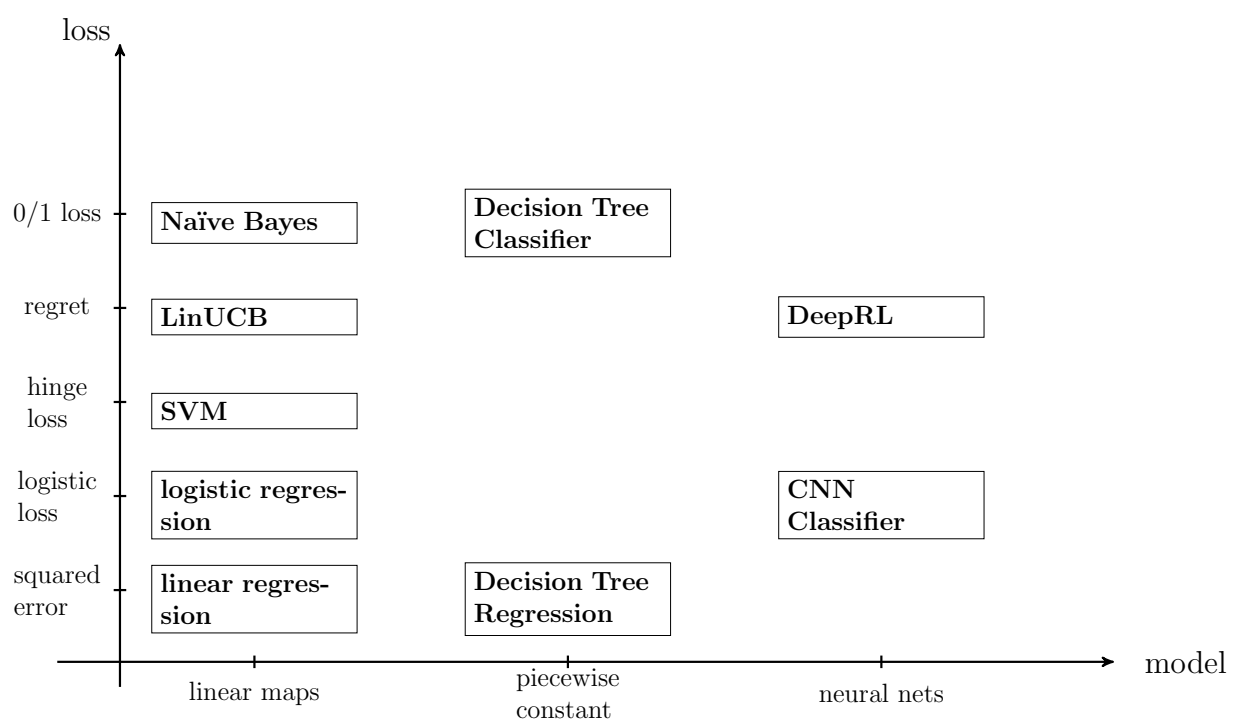 loss
0/1 loss
Naïve Bayes
Decision Tree
Classifier
regret
LinUCB
DeepRL
hinge
loss
SVM
logistic
loss
logistic regres-
sion
CNN
Classifier
squared
error
linear regres-
sion
Decision Tree
Regression
model
linear maps
piecewise
constant
neural nets